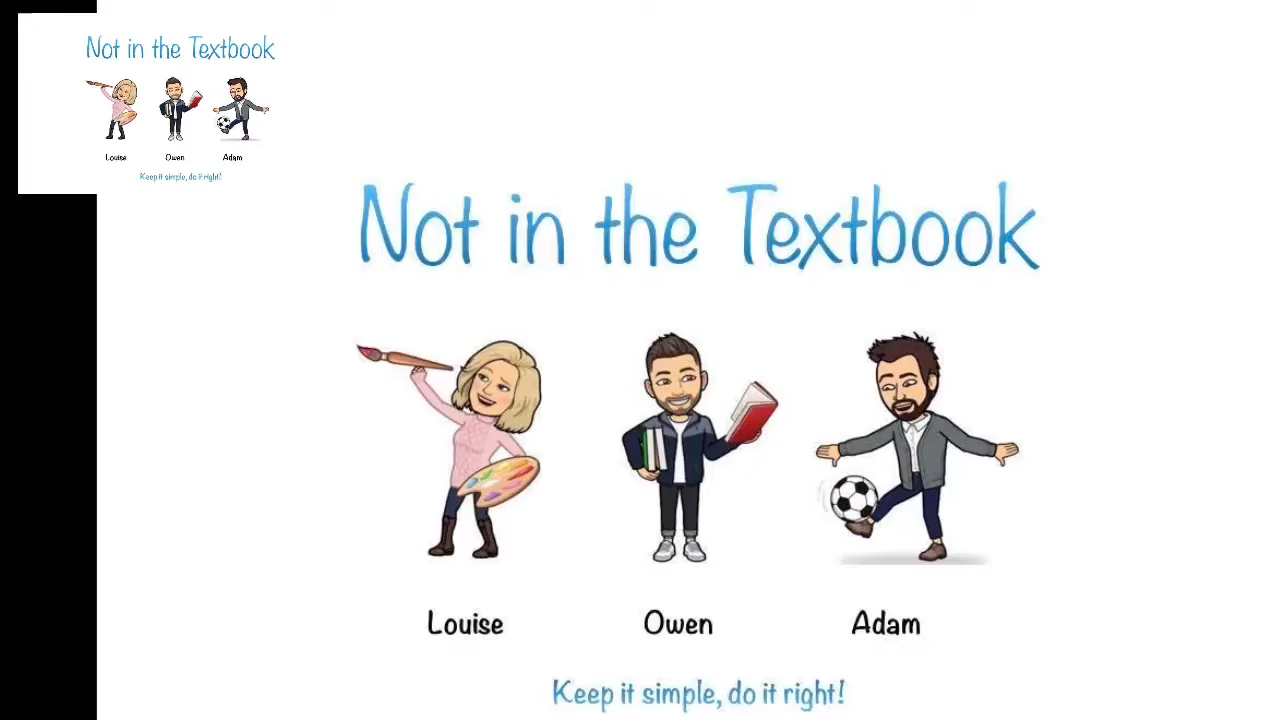 Not in the Textbook
Louise Owen Adam
Keep it simple, do it right!
Not in the Textbook
Louise Owen Adam
Keep it simple, do it right!